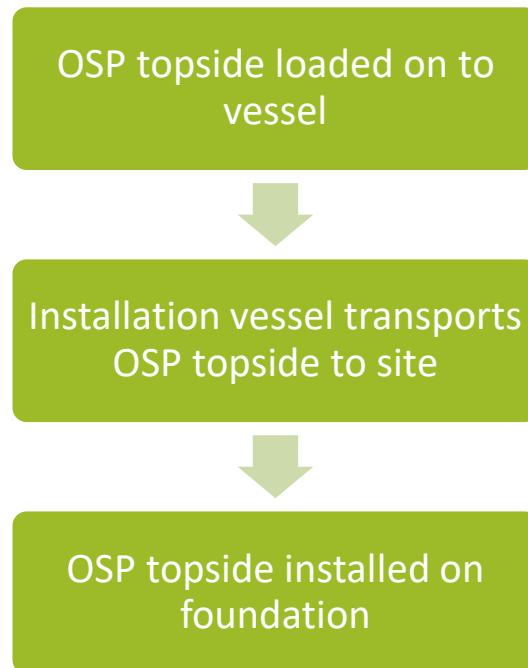 OSP topside loaded on to
vessel
Installation vessel transports
OSP topside to site
OSP topside installed on
foundation